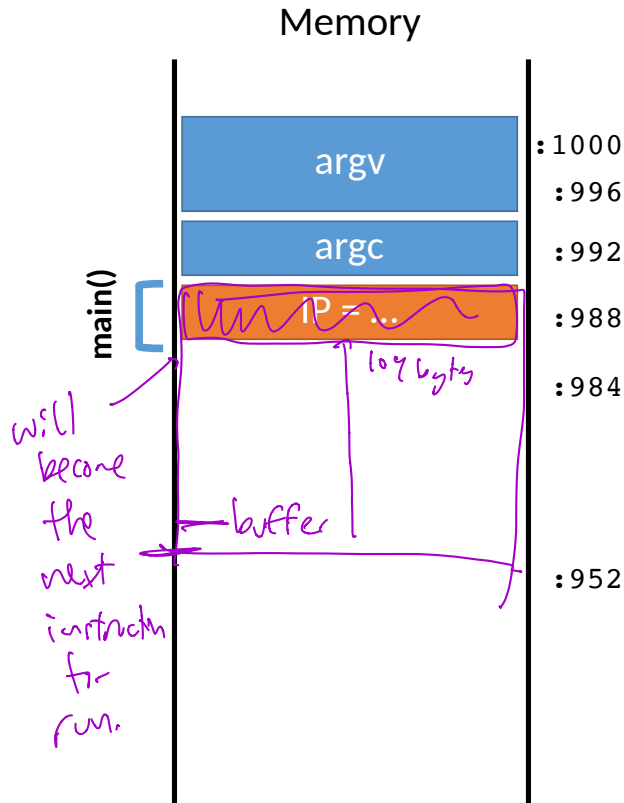 Memory
argv
:1000
:996
argc
:992
main()
IP = ...
:988
104 bytes
:984
will
become
the
buffer
next
:952
instructn
to
run.